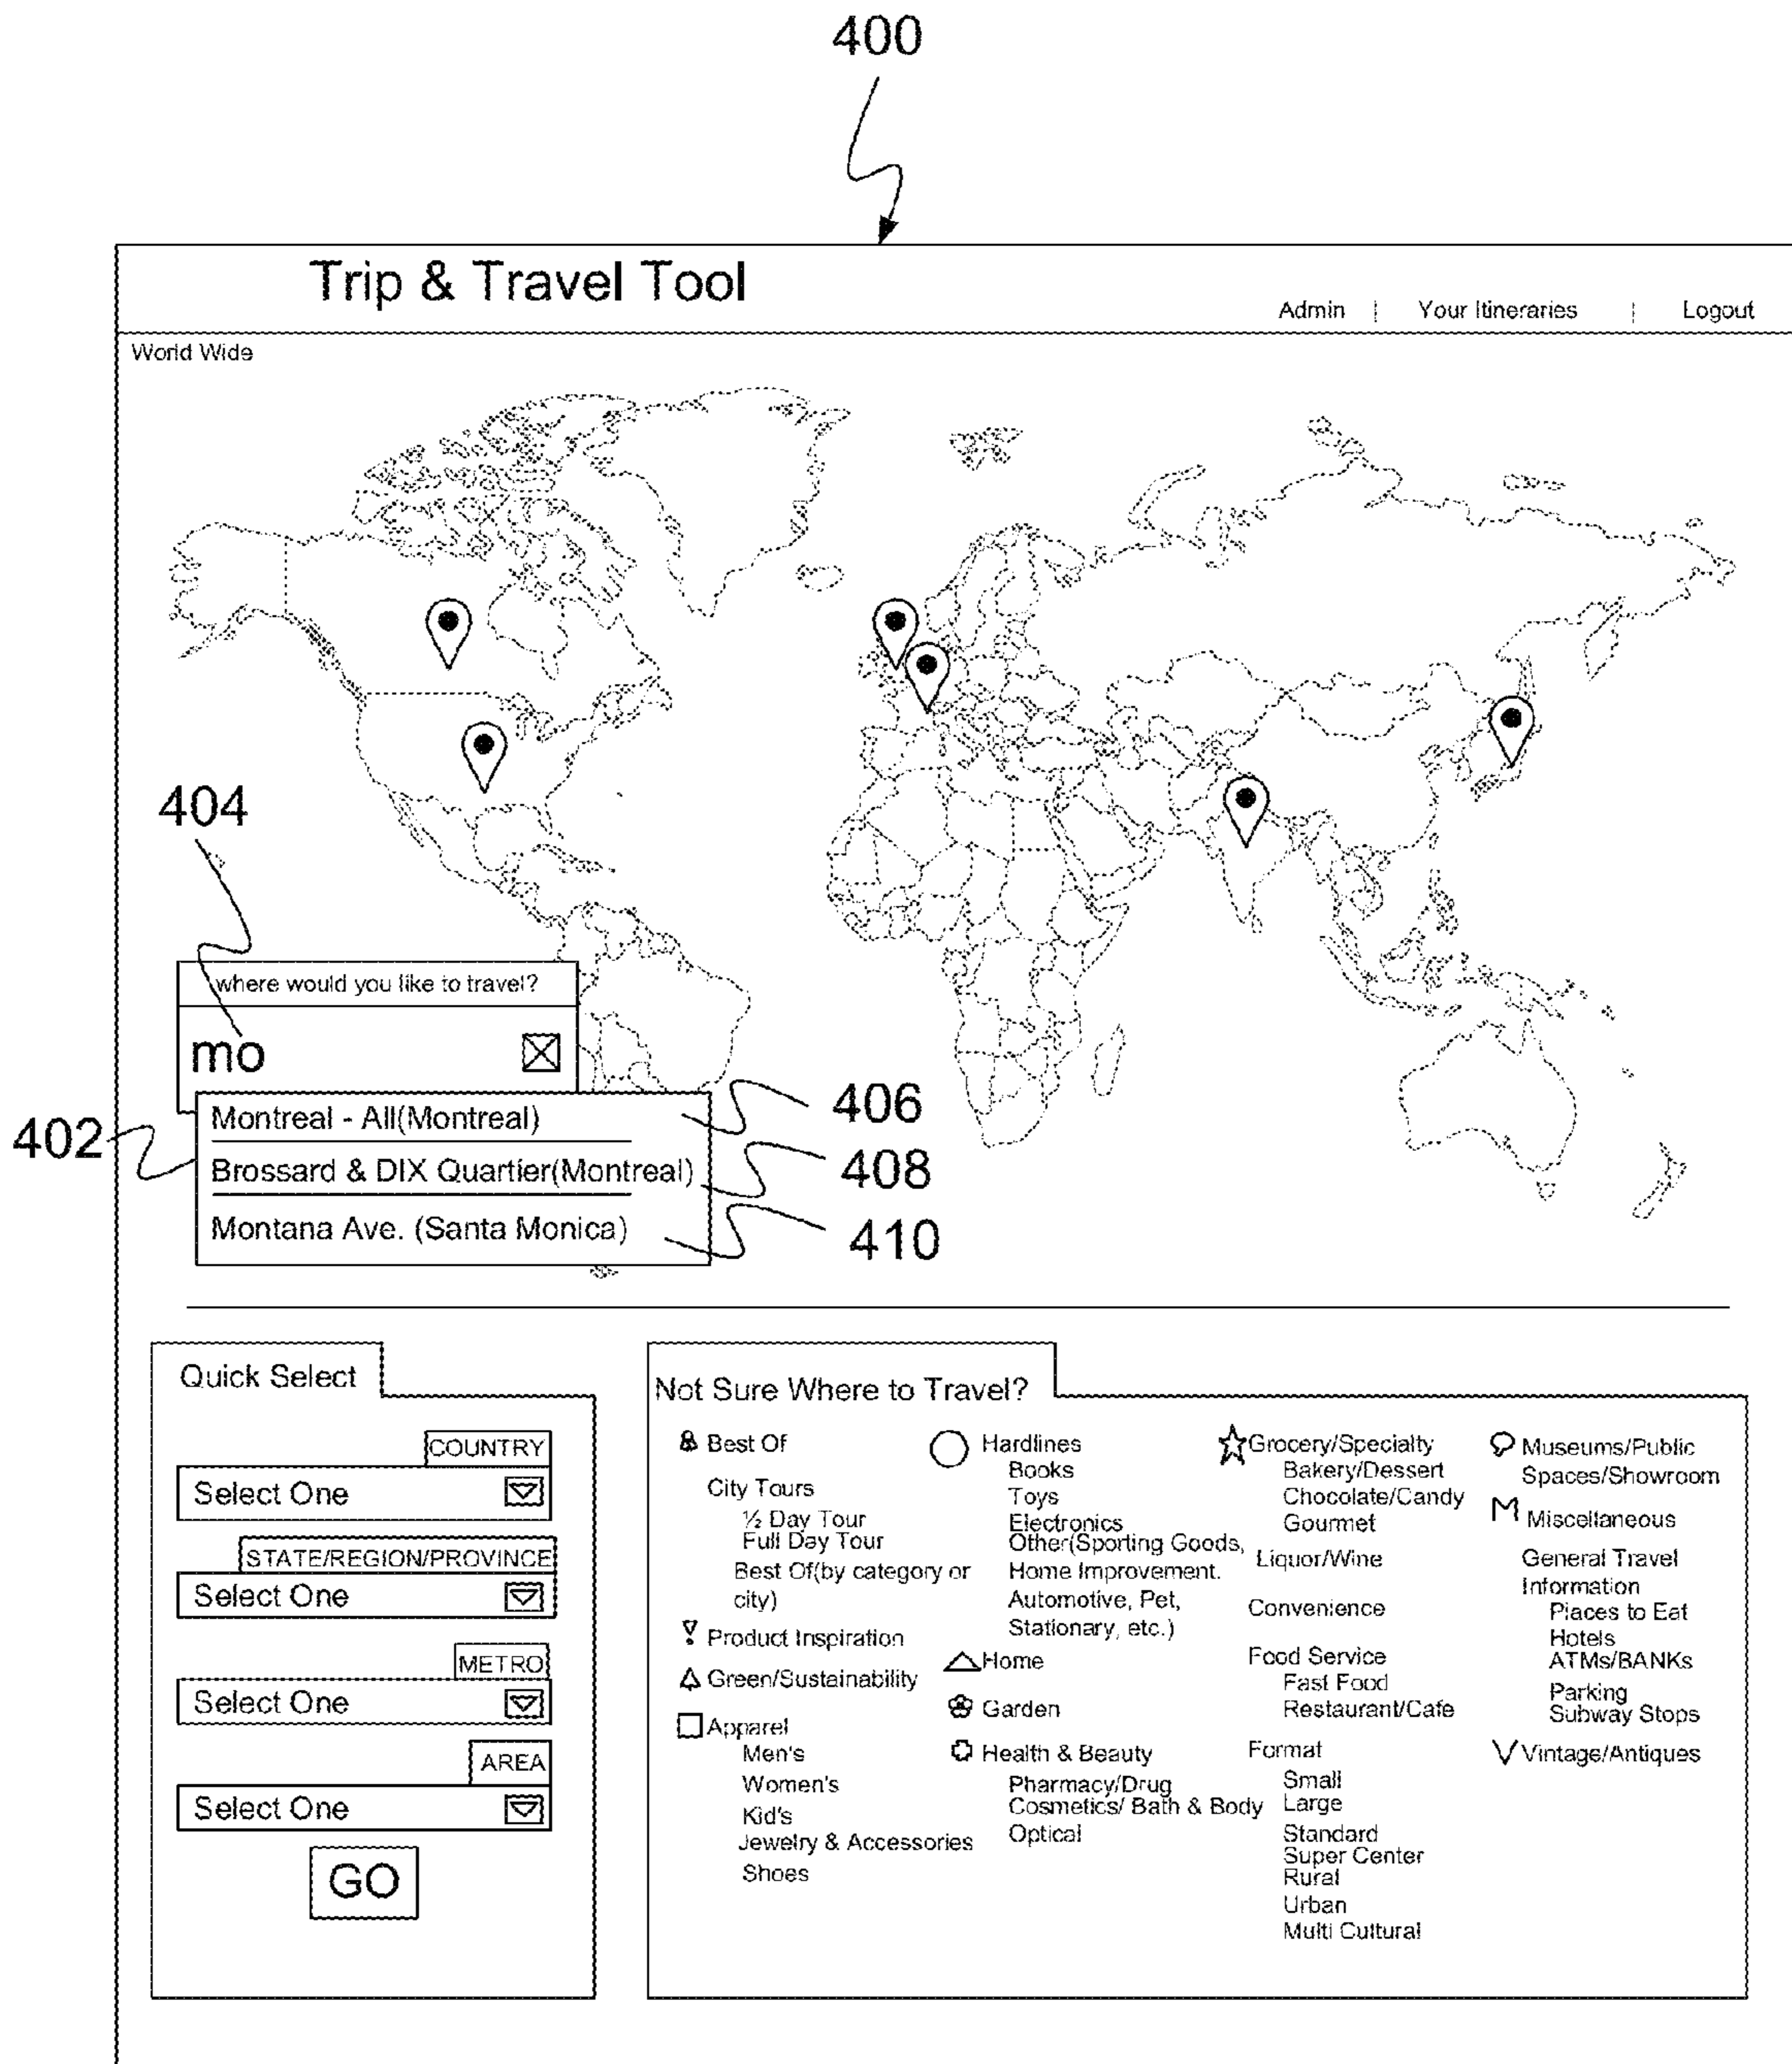 400
Trip & Travel Tool
Admin | Your Itineraries | Logout
World Wide
404
where would you like to travel?
mo
402
Montreal - All(Montreal)
406
Brossard & DIX Quartier(Montreal)
408
Montana Ave. (Santa Monica)
410
Quick Select
COUNTRY
Select One
STATE/REGION/PROVINCE
Select One
METRO
Select One
AREA
Select One
GO
Not Sure Where to Travel?
Best Of
City Tours
½ Day Tour
Full Day Tour
Best Of(by category or
city)
Product Inspiration
Green/Sustainability
Apparel
Men's
Women's
Kid's
Jewelry & Accessories
Shoes
Hardlines
Books
Toys
Electronics
Other(Sporting Goods,
Home Improvement.
Automotive, Pet,
Stationary, etc.)
Home
Garden
Health & Beauty
Pharmacy/Drug
Cosmetics/ Bath & Body
Optical
Grocery/Specialty
Bakery/Dessert
Chocolate/Candy
Gourmet
Liquor/Wine
Convenience
Food Service
Fast Food
Restaurant/Cafe
Format
Small
Large
Standard
Super Center
Rural
Urban
Multi Cultural
Museums/Public
Spaces/Showroom
M Miscellaneous
General Travel
Information
Places to Eat
Hotels
ATMs/BANKs
Parking
Subway Stops
V Vintage/Antiques